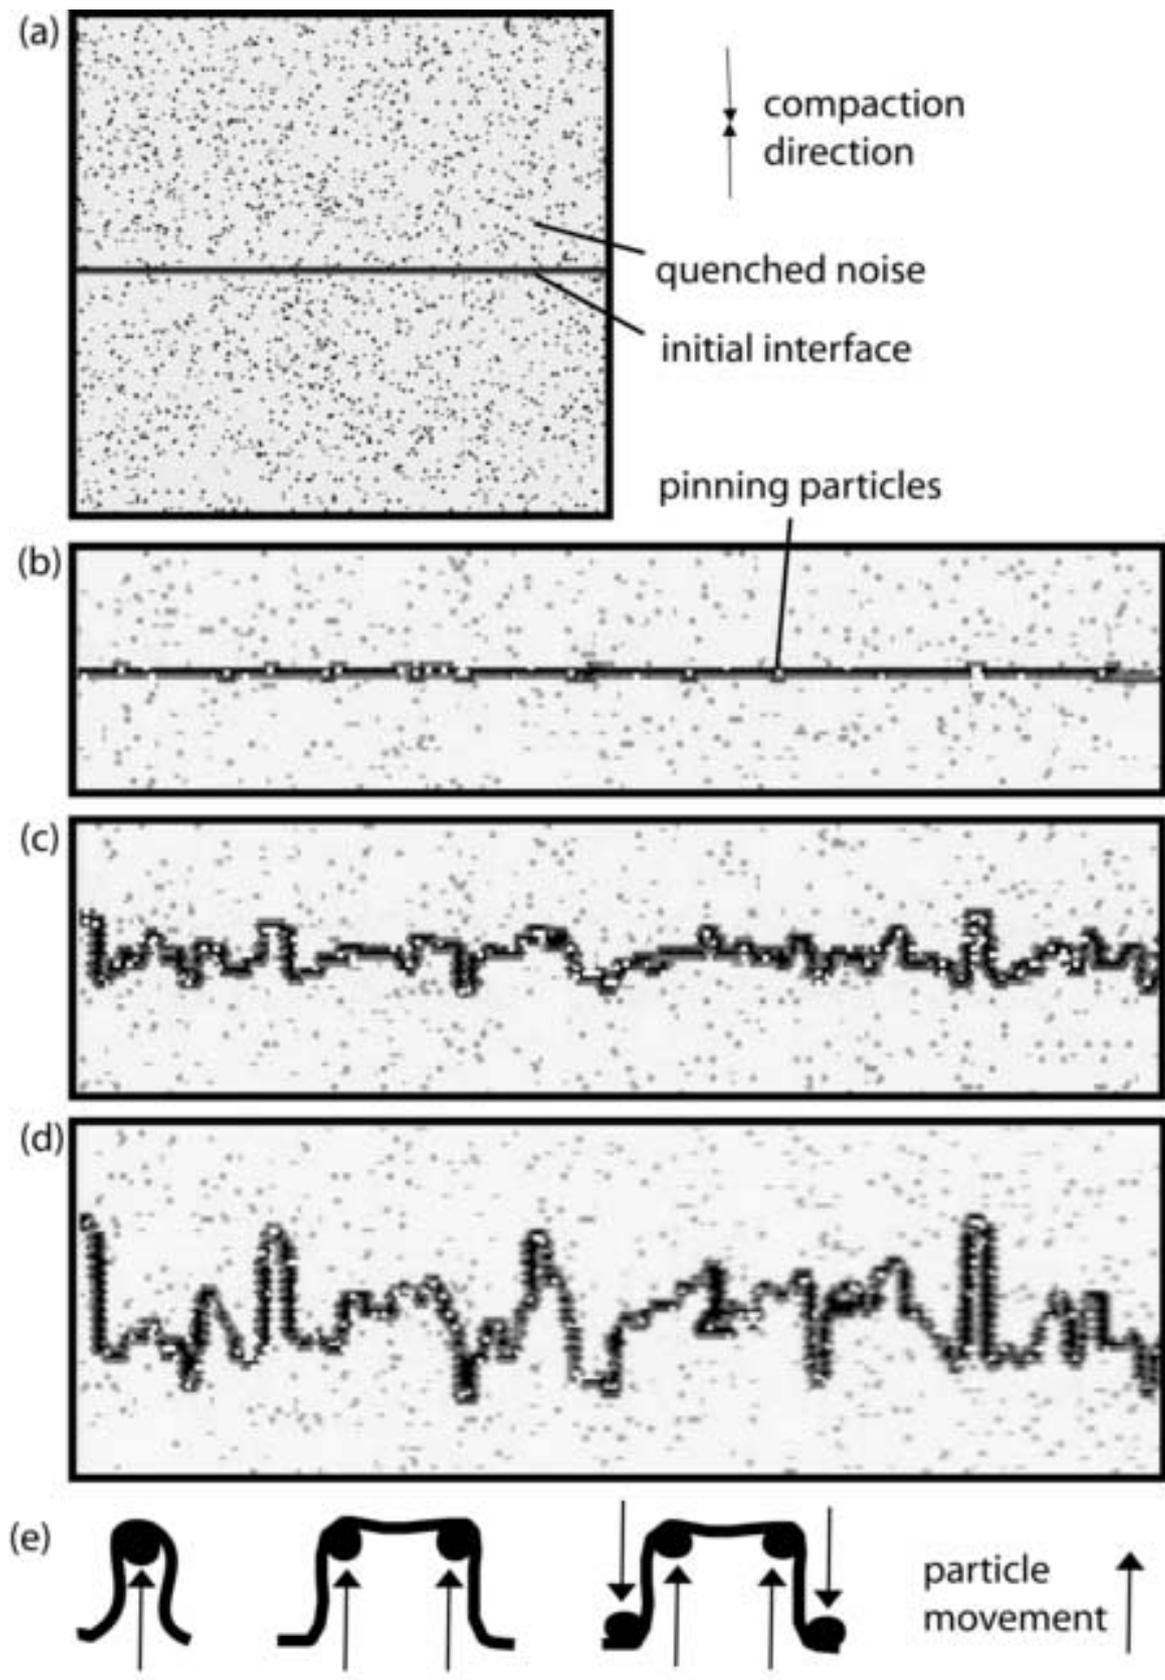 (a)
compaction
direction
quenched noise
initial interface
pinning particles
(b)
(c)
(d)
(e)
particle
movement